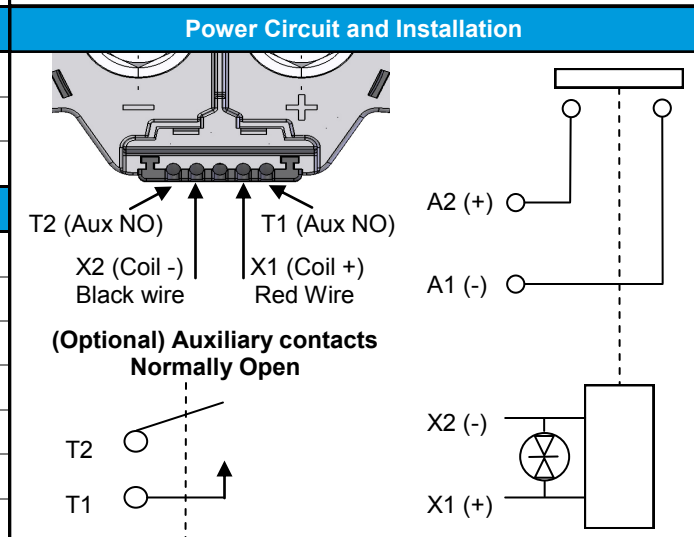 Power Circuit and Installation
T2 (Aux NO)
T1 (Aux NO)
X2 (Coil -)
Black wire
X1 (Coil +)
Red Wire
(Optional) Auxiliary contacts
Normally Open
T2
T1
A2 (+)
A1 (-)
X2 (-)
X1 (+)